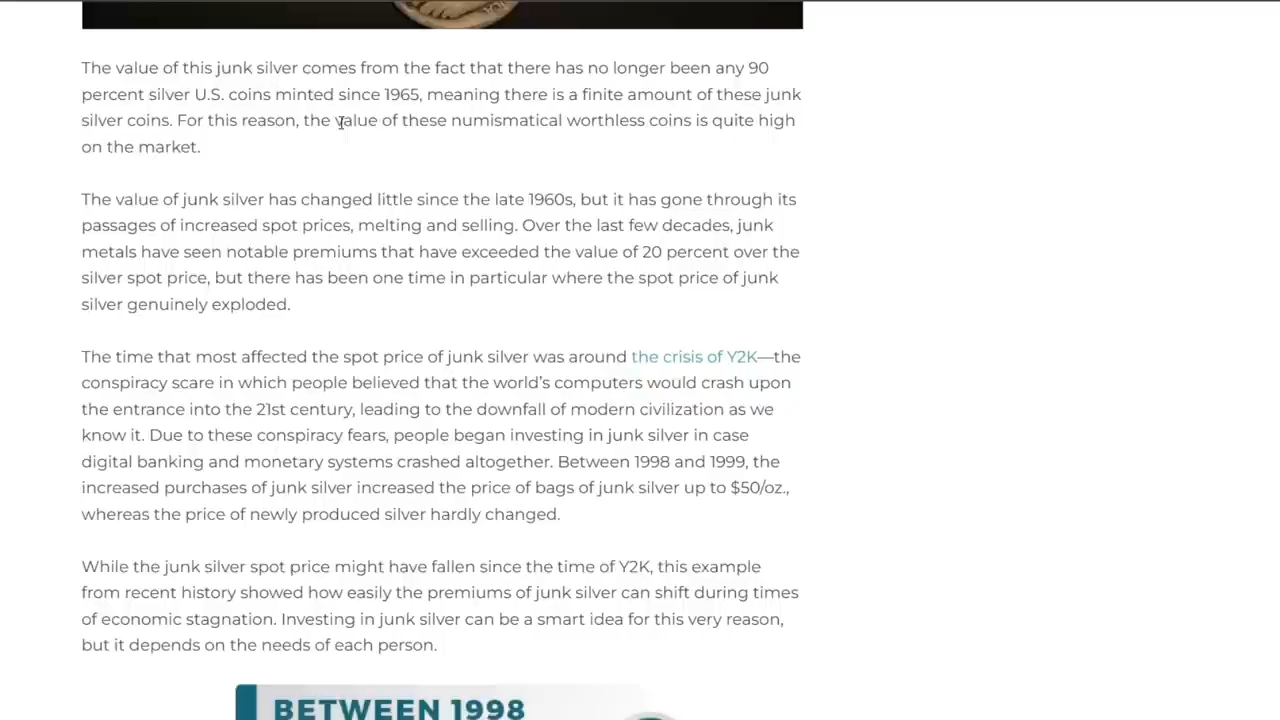 The value of this junk silver comes from the fact that there has no longer been any 90
percent silver U.S. coins minted since 1965, meaning there is a finite amount of these junk
silver coins. For this reason, the value of these numismatical worthless coins is quite high
on the market.
The value of junk silver has changed little since the late 1960s, but it has gone through its
passages of increased spot prices, melting and selling. Over the last few decades, junk
metals have seen notable premiums that have exceeded the value of 20 percent over the
silver spot price, but there has been one time in particular where the spot price of junk
silver genuinely exploded.
The time that most affected the spot price of junk silver was around the crisis of Y2K—the
conspiracy scare in which people believed that the world's computers would crash upon
the entrance into the 21st century, leading to the downfall of modern civilization as we
know it. Due to these conspiracy fears, people began investing in junk silver in case
digital banking and monetary systems crashed altogether. Between 1998 and 1999, the
increased purchases of junk silver increased the price of bags of junk silver up to $50/oz.,
whereas the price of newly produced silver hardly changed.
While the junk silver spot price might have fallen since the time of Y2K, this example
from recent history showed how easily the premiums of junk silver can shift during times
of economic stagnation. Investing in junk silver can be a smart idea for this very reason,
but it depends on the needs of each person.
BETWEEN 1998